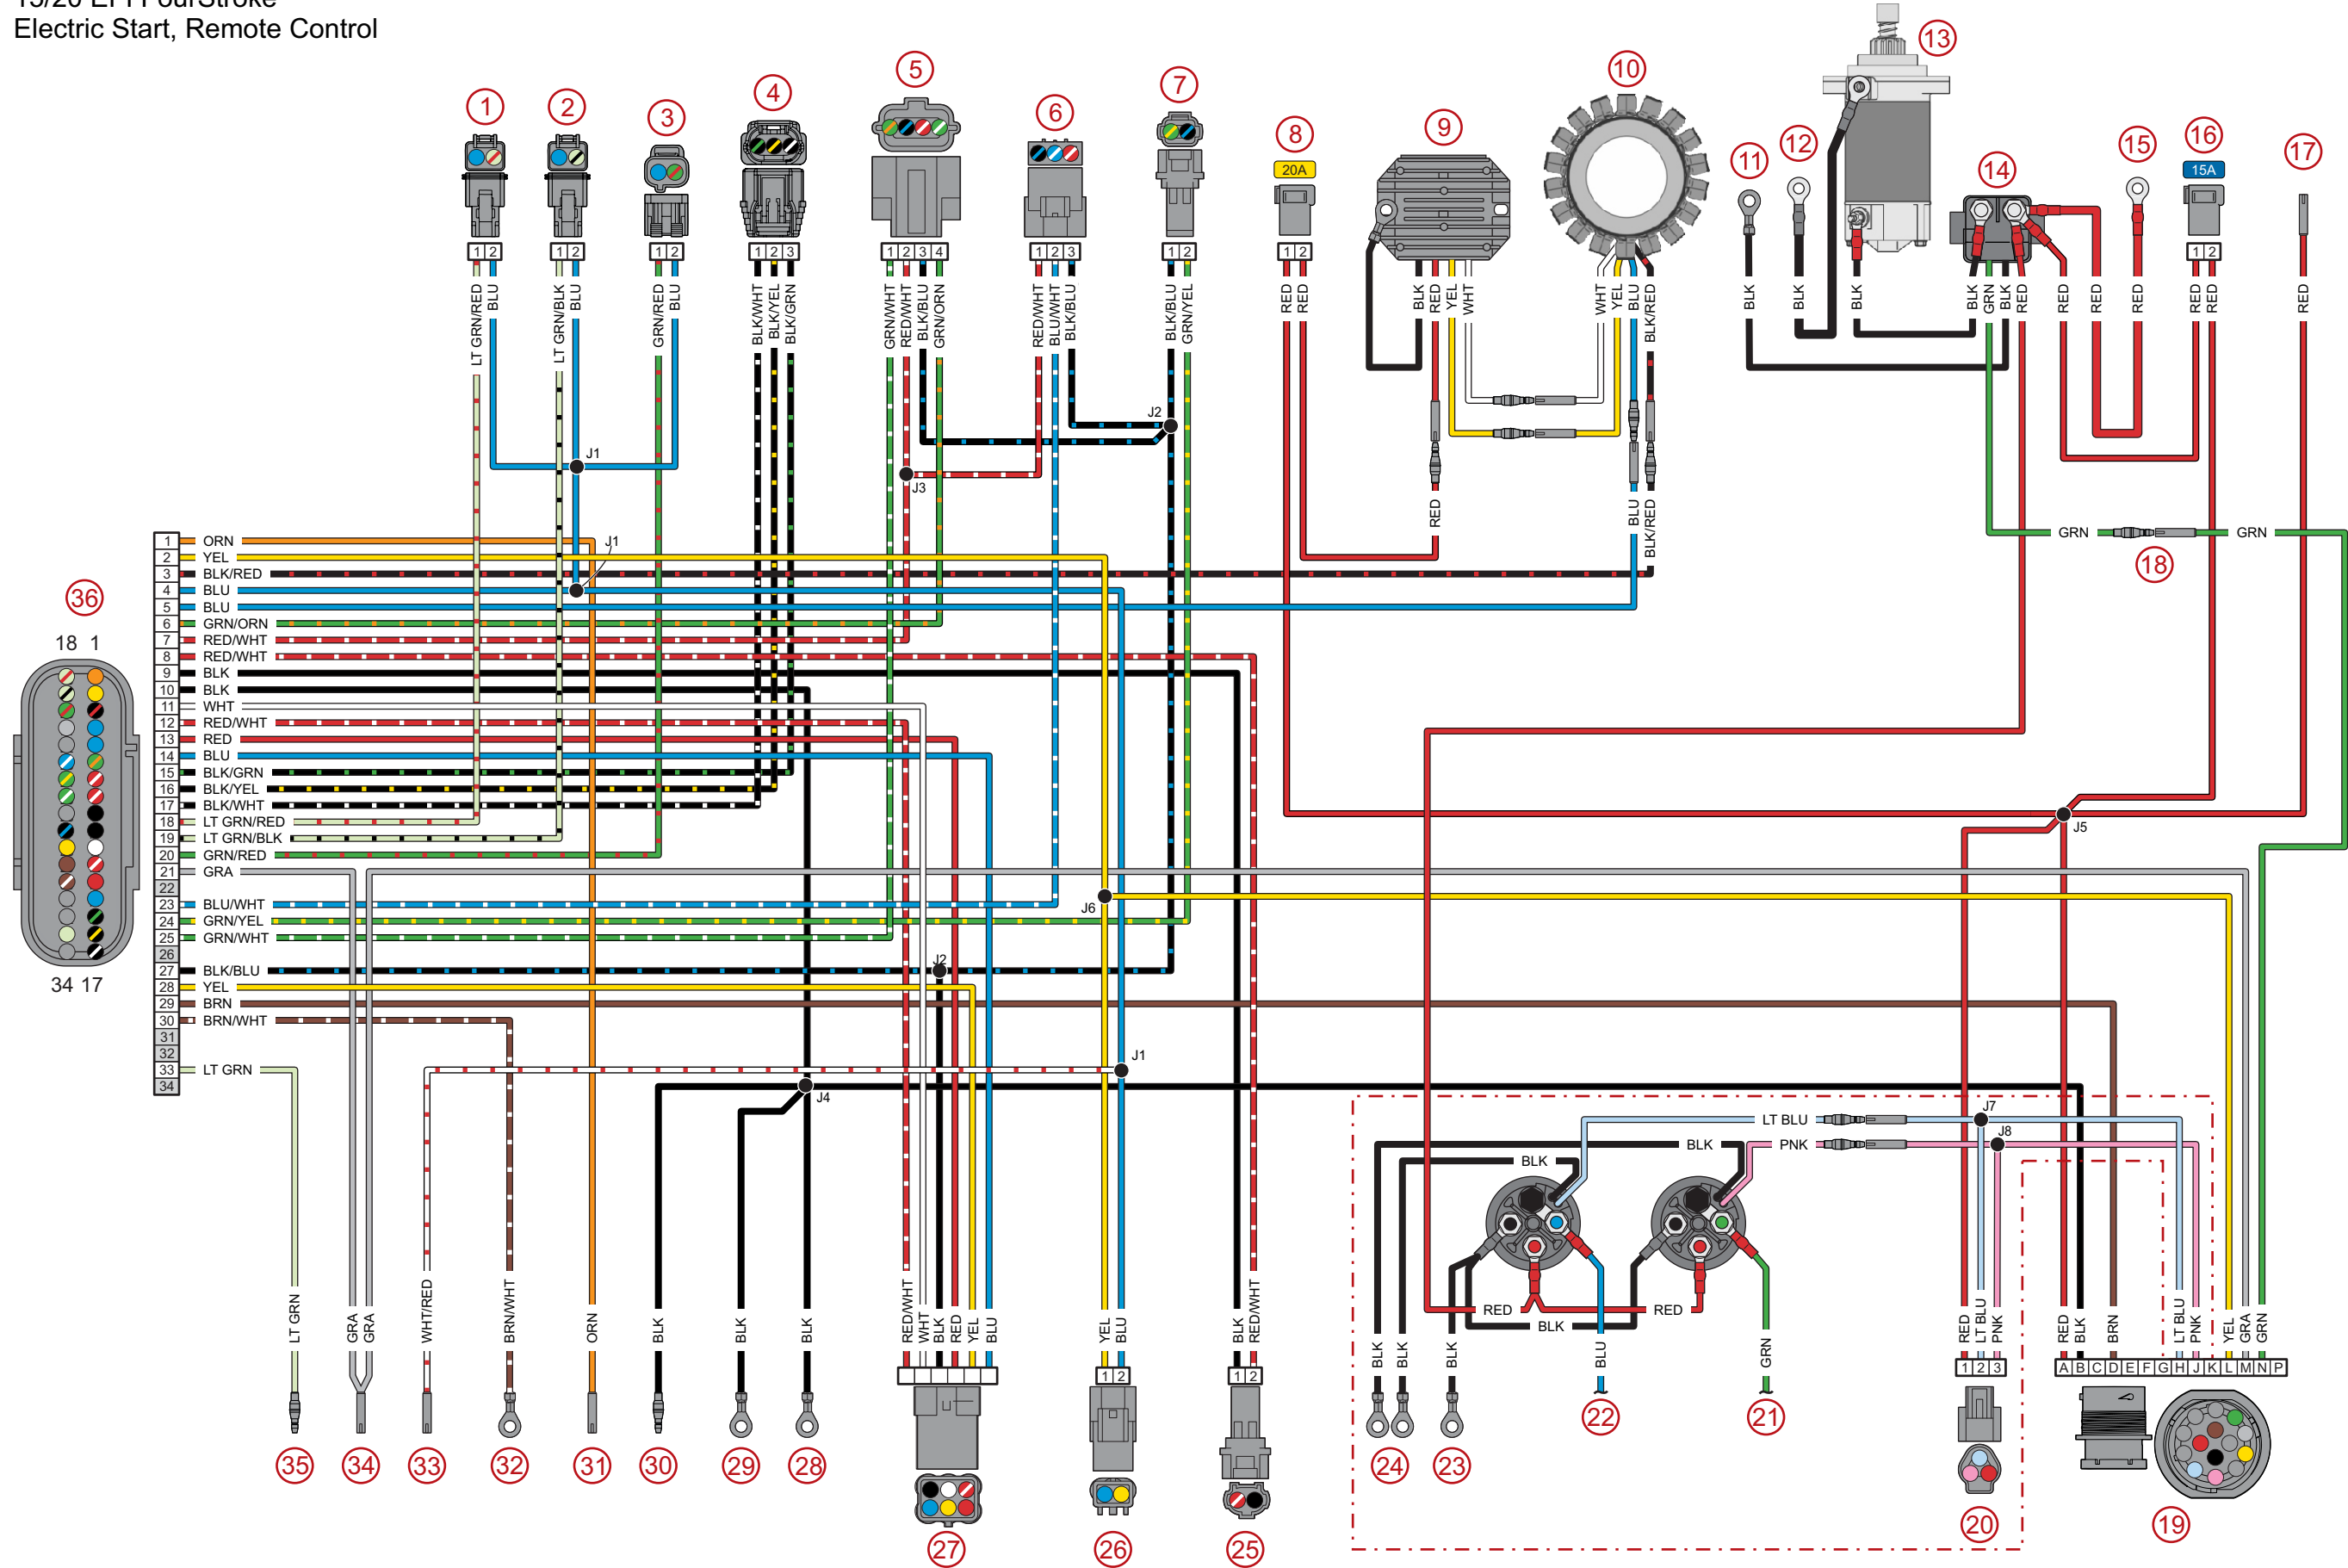 15/20 EFI FourStroke
Electric Start, Remote Control
1 2 3 4 5 6 7 8 9 10 11 12 13 14 15 16 17
20A
15A
1 2
1 2
1 2
1 2 3
1 2 3 4
1 2 3
1 2
1 2
1 2
LT GRN/RED
BLU
LT GRN/BLK
BLU
GRN/RED
BLU
BLK/WHT
BLK/YEL
BLK/GRN
GRN/WHT
RED/WHT
BLK/BLU
GRN/ORN
RED/WHT
BLU/WHT
BLK/BLU
BLK/BLU
GRN/YEL
RED
RED
BLK
RED
YEL
WHT
WHT
YEL
BLU
BLK/RED
BLK
BLK
BLK
BLK
GRN
BLK
RED
RED
RED
RED
RED
RED
RED
J1
J2
J3
RED
BLU
BLK/RED
GRN
GRN
18
J1
36
18 1
34 17
1 ORN
2 YEL
3 BLK/RED
4 BLU
5 BLU
6 GRN/ORN
7 RED/WHT
8 RED/WHT
9 BLK
10 BLK
11 WHT
12 RED/WHT
13 RED
14 BLU
15 BLK/GRN
16 BLK/YEL
17 BLK/WHT
18 LT GRN/RED
19 LT GRN/BLK
20 GRN/RED
21 GRA
22
23 BLU/WHT
24 GRN/YEL
25 GRN/WHT
26
27 BLK/BLU
28 YEL
29 BRN
30 BRN/WHT
31
32
33 LT GRN
34
J5
J6
J2
J1
J4
J7
J8
LT BLU
PNK
BLK
BLK
RED
RED
BLK
LT GRN
GRA
GRA
WHT/RED
BRN/WHT
ORN
BLK
BLK
BLK
RED/WHT
WHT
BLK
RED
YEL
BLU
YEL
BLU
BLK
RED/WHT
BLK
BLK
BLK
BLU
GRN
RED
LT BLU
PNK
RED
BLK
BRN
LT BLU
PNK
YEL
GRA
GRN
1 2
1 2
1 2 3
A B C D E F G H J K L M N P
22
21
35 34 33 32 31 30 29 28
24 23
27 26 25 20 19